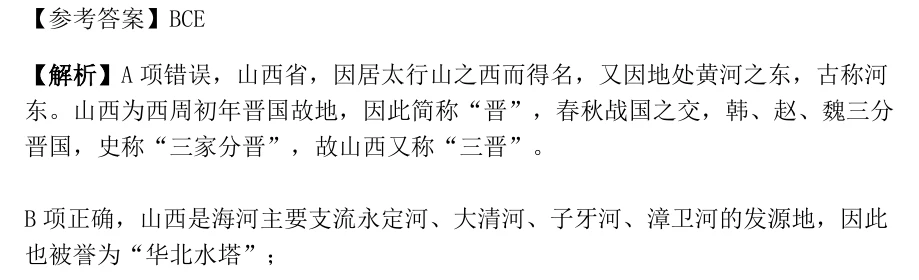 【参考答案】BCE
【解析】A 项错误，山西省，因居太行山之西而得名，又因地处黄河之东，古称河
东。山西为西周初年晋国故地，因此简称“晋”，春秋战国之交，韩、赵、魏三分
晋国，史称“三家分晋”，故山西又称“三晋”。
B 项正确，山西是海河主要支流永定河、大清河、子牙河、漳卫河的发源地，因此
也被誉为“华北水塔”；